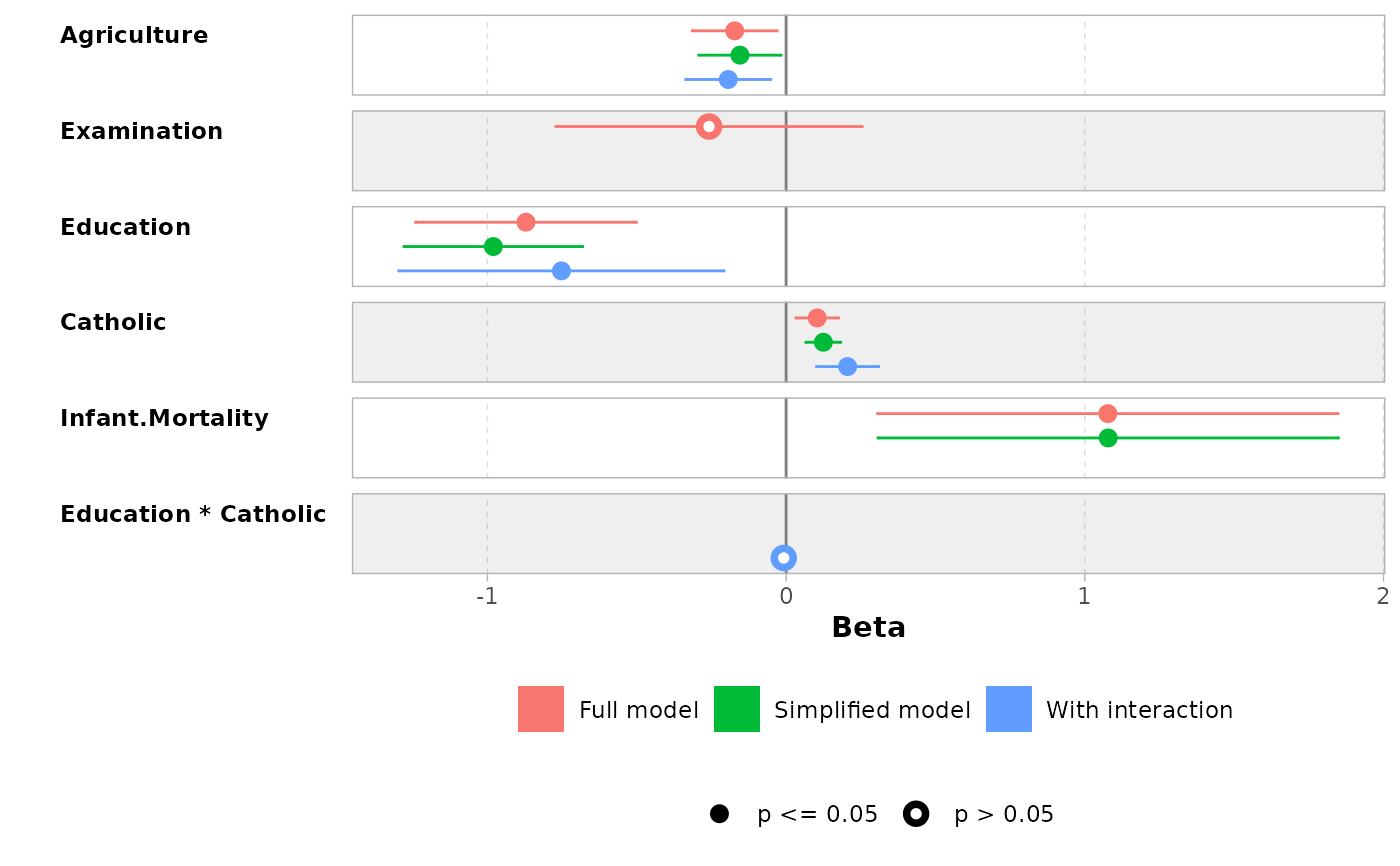 Agriculture
Examination
Education
Catholic
Infant.Mortality
Education * Catholic
-1 0 1 2
Beta
Full model Simplified model With interaction
p <= 0.05 p > 0.05